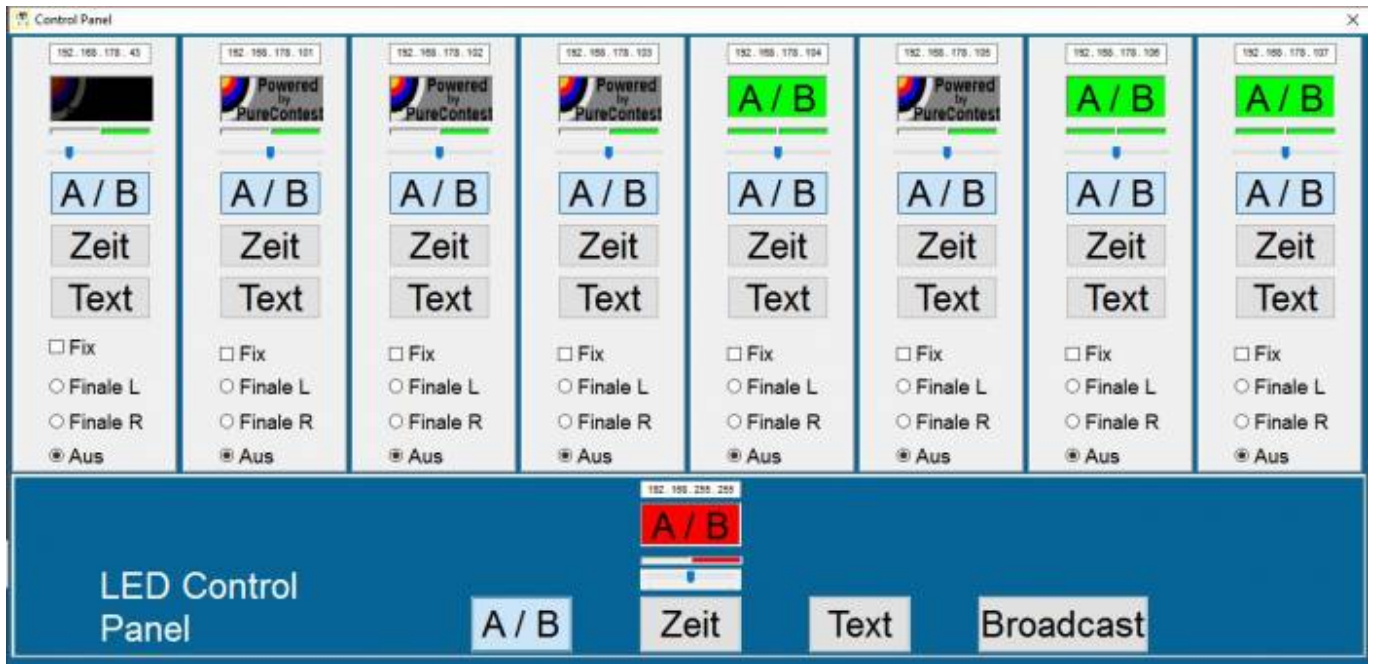 Control Panel
192 . 168 . 178 . 43
A / B
Zeit
Text
Fix
Finale L
Finale R
Aus
192 . 168 . 178 . 101
Powered
by
PureContest
A / B
Zeit
Text
Fix
Finale L
Finale R
Aus
192 . 168 . 178 . 102
Powered
by
PureContest
A / B
Zeit
Text
Fix
Finale L
Finale R
Aus
192 . 168 . 178 . 103
Powered
by
PureContest
A / B
Zeit
Text
Fix
Finale L
Finale R
Aus
192 . 168 . 178 . 104
A / B
A / B
Zeit
Text
Fix
Finale L
Finale R
Aus
192 . 168 . 178 . 105
Powered
by
PureContest
A / B
Zeit
Text
Fix
Finale L
Finale R
Aus
192 . 168 . 178 . 106
A / B
A / B
Zeit
Text
Fix
Finale L
Finale R
Aus
192 . 168 . 178 . 107
A / B
A / B
Zeit
Text
Fix
Finale L
Finale R
Aus
192 . 168 . 255 . 255
A / B
LED Control
Panel
A / B
Zeit
Text
Broadcast